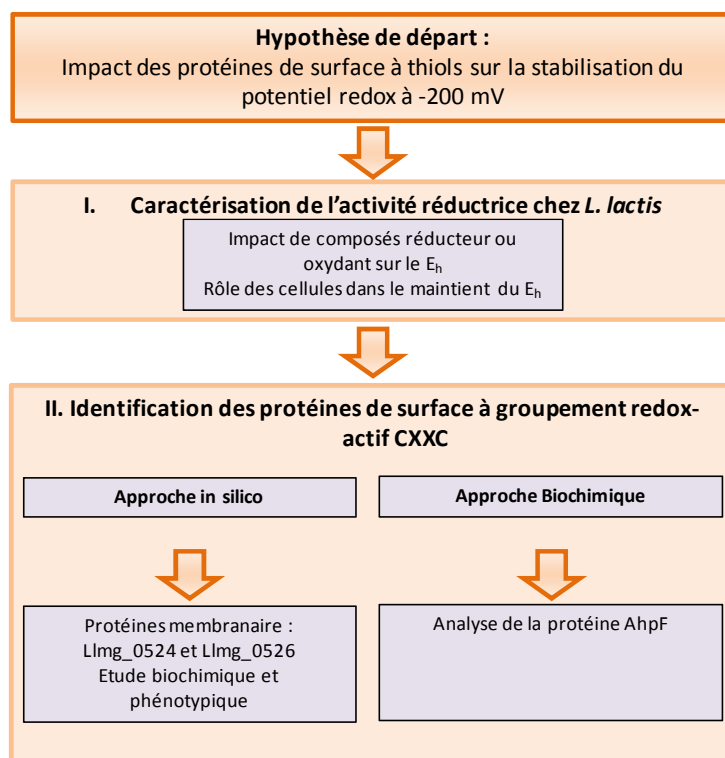 Hypothèse de départ :
Impact des protéines de surface à thiols sur la stabilisation du
potentiel redox à -200 mV
I. Caractérisation de l'activité réductrice chez L. lactis
Impact de composés réducteur ou
oxydant sur le Eh
Rôle des cellules dans le maintient du Eh
II. Identification des protéines de surface à groupement redox-
actif CXXC
Approche in silico
Approche Biochimique
Protéines membranaire :
Llmg_0524 et Llmg_0526
Etude biochimique et
phénotypique
Analyse de la protéine AhpF